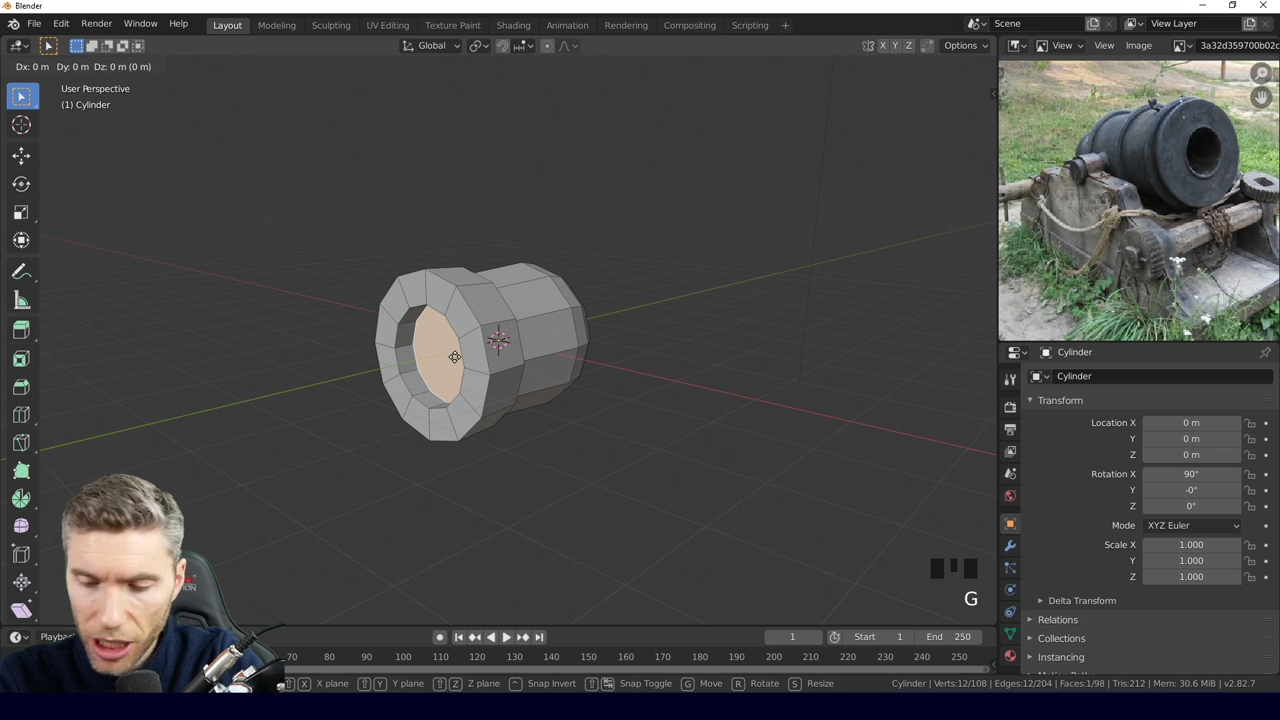 Blender
File Edit Render Window Help Layout Modeling Sculpting UV Editing Texture Paint Shading Animation Rendering Compositing Scripting + Scene View Layer
Global X Y Z Options View View Image 3a32d359700b02c
Dx: 0 m Dy: 0 m Dz: 0 m (0 m)
User Perspective
(1) Cylinder
G
Cylinder
Cylinder
Transform
Location X 0 m
Y 0 m
Z 0 m
Rotation X 90°
Y -0°
Z 0°
Mode XYZ Euler
Scale X 1.000
Y 1.000
Z 1.000
Delta Transform
Relations
Collections
Instancing
Playba 1 Start 1 End 250
70 80 90 100 110 120 130 140 150 160 170 180 190 200 210 220 230 240 250
X X plane Y Y plane Z Z plane Snap Invert Snap Toggle G Move R Rotate S Resize Cylinder | Verts:12/108 | Edges:12/204 | Faces:1/98 | Tris:212 | Mem: 30.6 MiB | v2.82.7